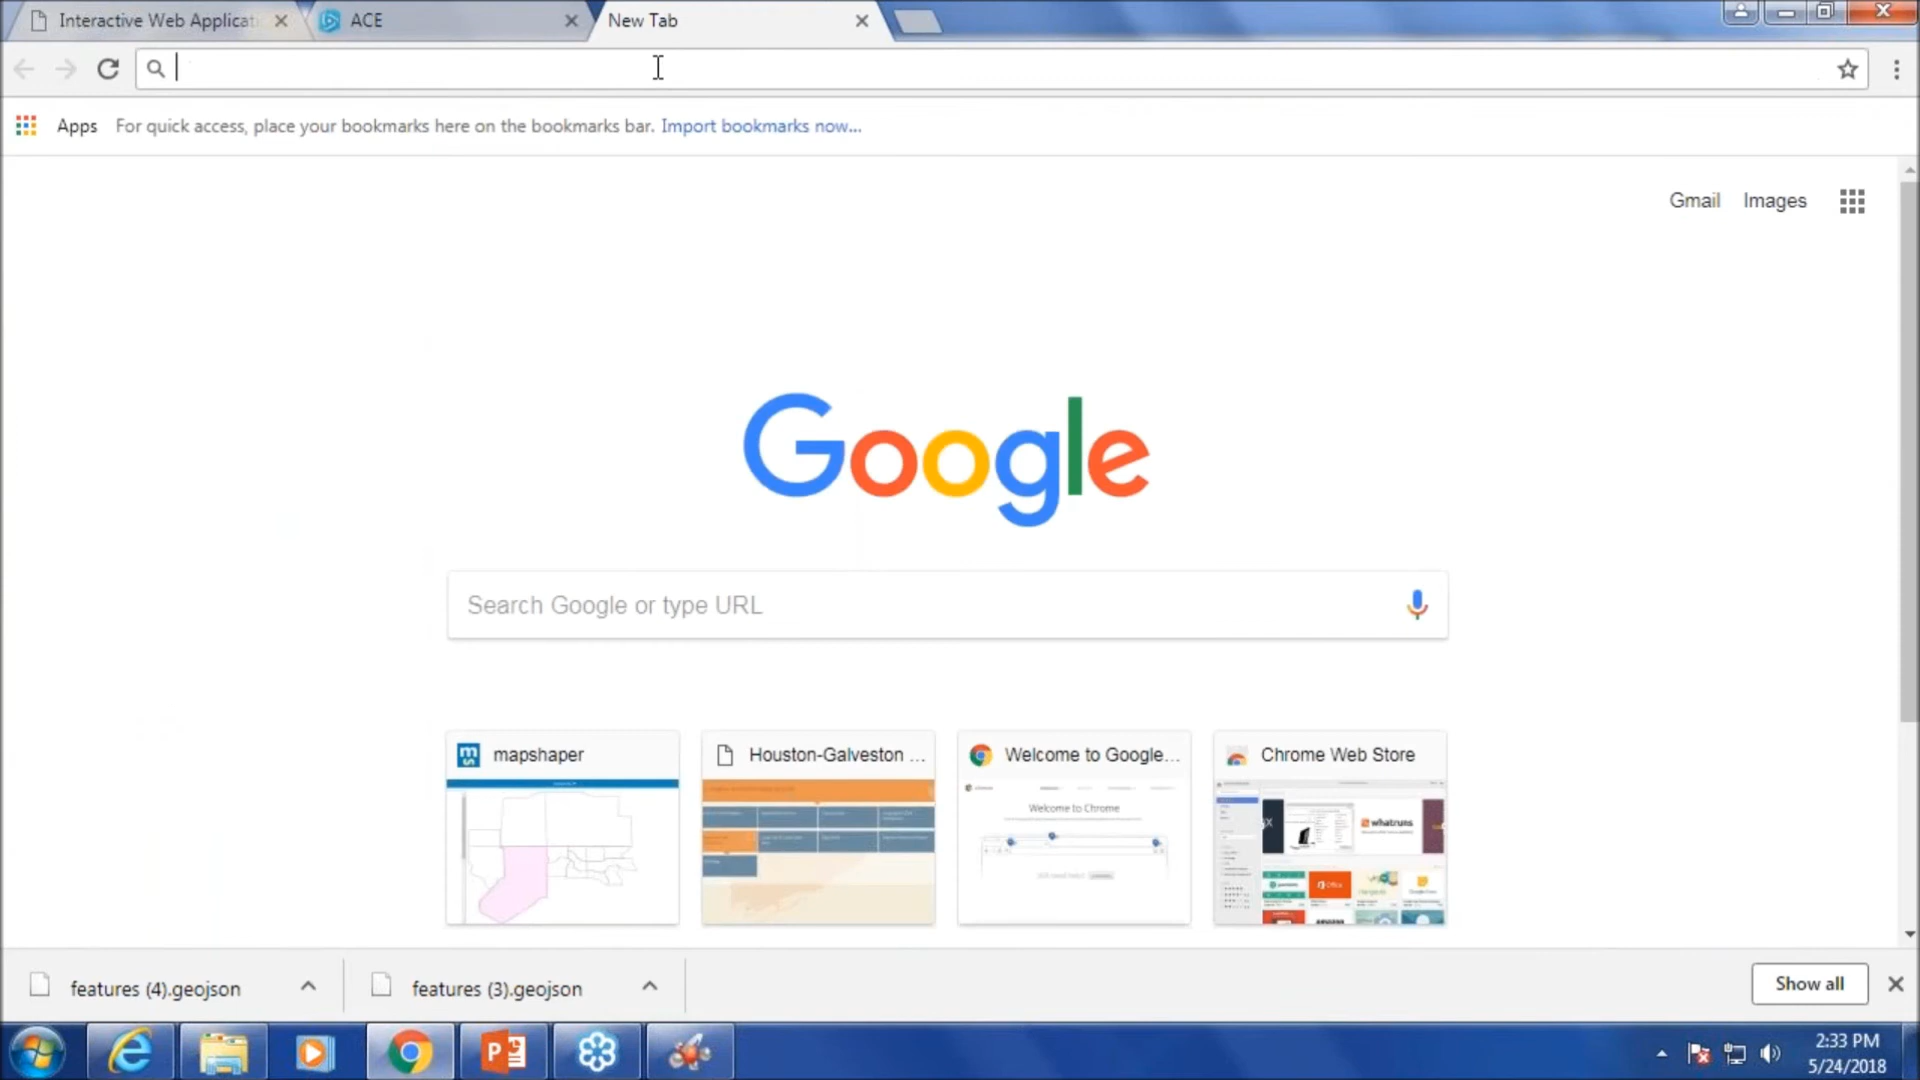 Interactive Web Applicati
ACE
New Tab
Apps
For quick access, place your bookmarks here on the bookmarks bar. Import bookmarks now...
Gmail
Images
Google
Search Google or type URL
mapshaper
Houston-Galveston ...
Welcome to Google...
Chrome Web Store
Welcome to Chrome
whatruns
Office
features (4).geojson
features (3).geojson
Show all
2:33 PM
5/24/2018